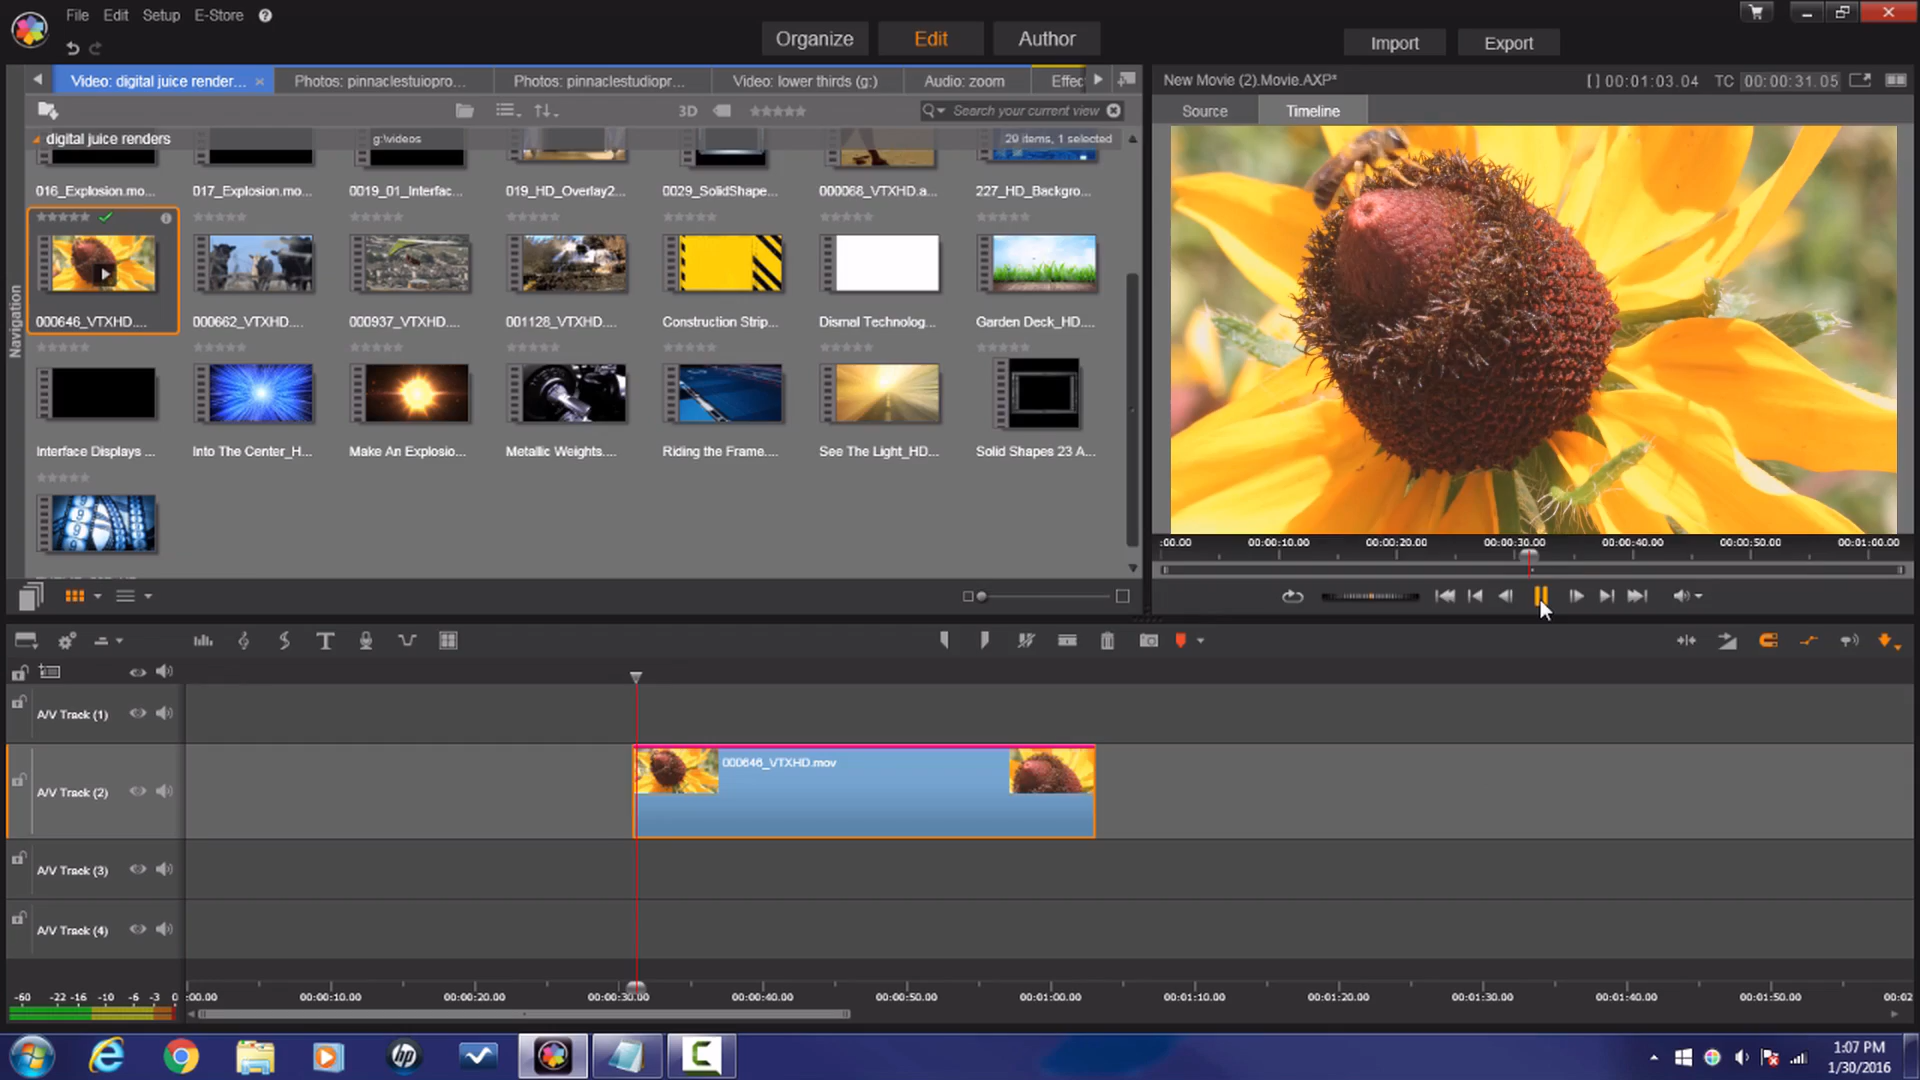 File Edit Setup E-Store ?
Organize Edit Author
Import Export
Video: digital juice render... × Photos: pinnaclestuiopro... Photos: pinnaclestudiopr... Video: lower thirds (g:) Audio: zoom Effec
New Movie (2).Movie.AXP* [ ] 00:01:03.04 TC 00:00:31.05
3D Search your current view
Source Timeline
digital juice renders g:\videos 29 items, 1 selected
016_Explosion.mo... 017_Explosion.mo... 0019_01_Interfac... 019_HD_Overlay2... 0029_SolidShape... 000068_VTXHD.a... 227_HD_Backgro...
000646_VTXHD.... 000662_VTXHD.... 000937_VTXHD.... 001128_VTXHD.... Construction Strip... Dismal Technolog... Garden Deck_HD....
Interface Displays ... Into The Center_H... Make An Explosio... Metallic Weights.... Riding the Frame.... See The Light_HD... Solid Shapes 23 A...
Navigation
:00.00 00:00:10.00 00:00:20.00 00:00:30.00 00:00:40.00 00:00:50.00 00:01:00.00
A/V Track (1)
000646_VTXHD.mov
A/V Track (2)
A/V Track (3)
A/V Track (4)
-60 -22 -16 -10 -6 -3 0 :00.00 00:00:10.00 00:00:20.00 00:00:30.00 00:00:40.00 00:00:50.00 00:01:00.00 00:01:10.00 00:01:20.00 00:01:30.00 00:01:40.00 00:01:50.00 00:02
hp
1:07 PM
1/30/2016